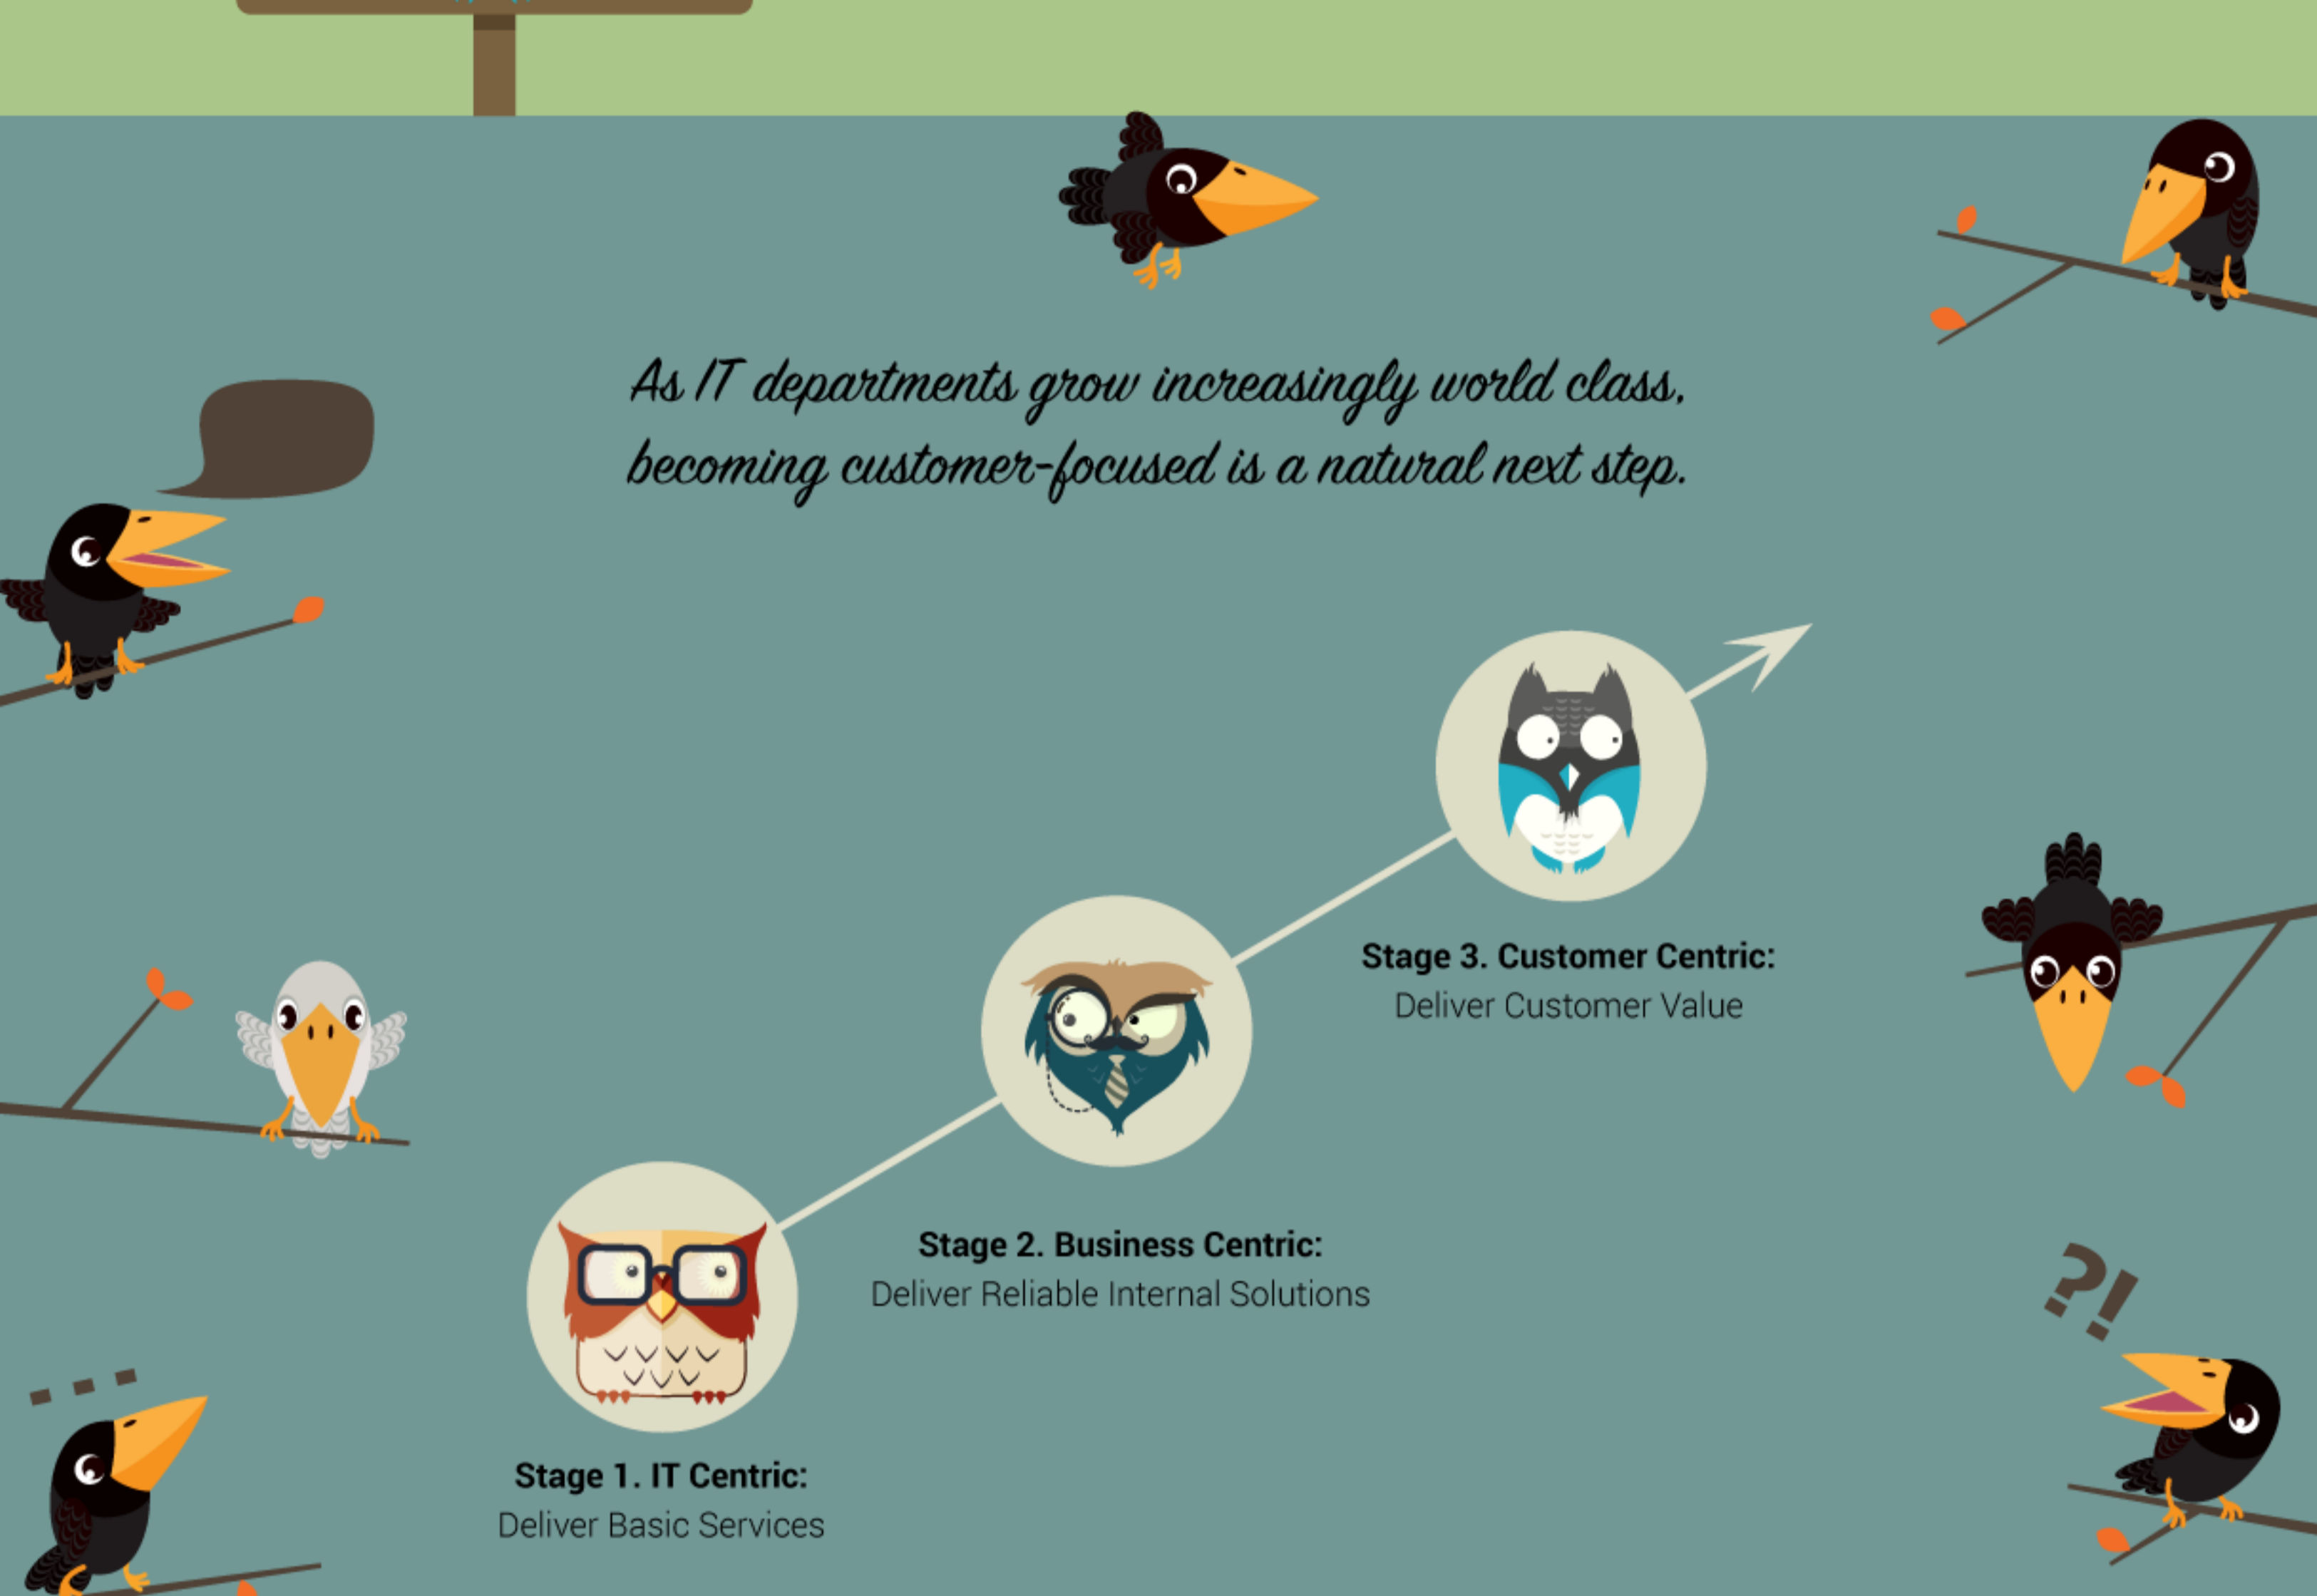 As IT departments grow increasingly world class,
becoming customer-focused is a natural next step.
Stage 3. Customer Centric:
Deliver Customer Value
Stage 2. Business Centric:
Deliver Reliable Internal Solutions
?!
Stage 1. IT Centric:
Deliver Basic Services